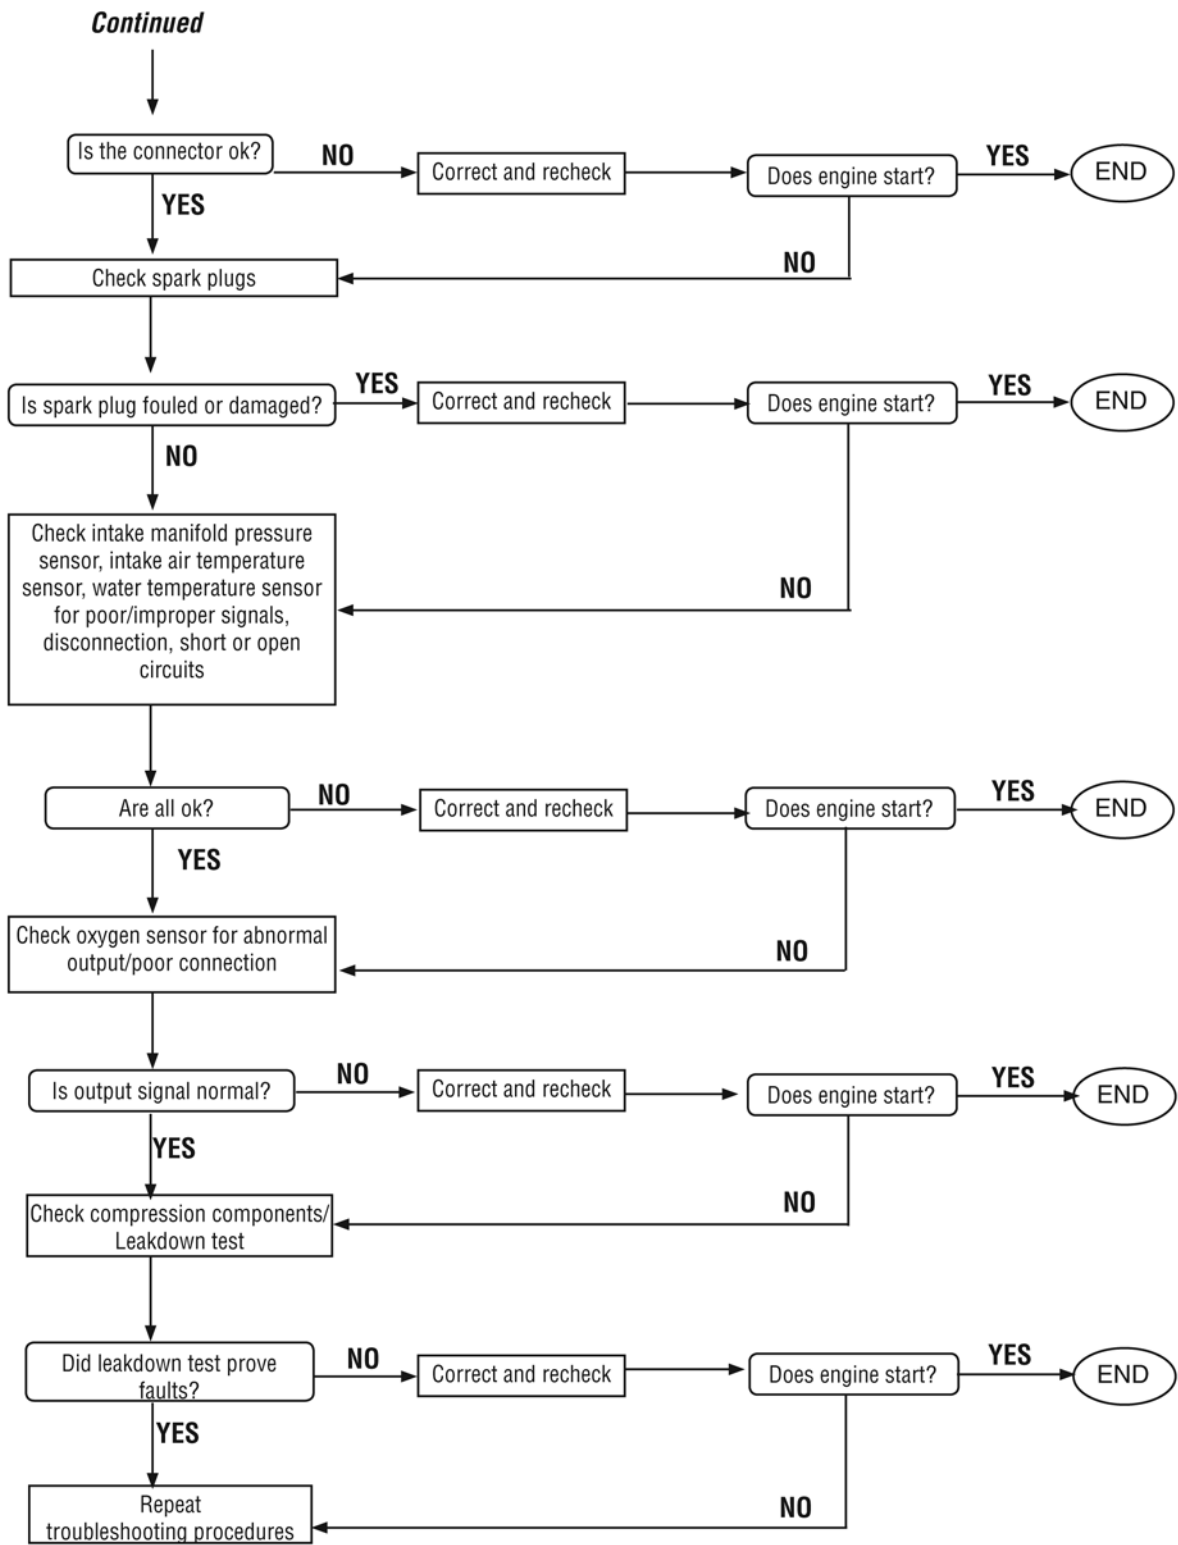 Continued
Is the connector ok?
NO
Correct and recheck
Does engine start?
YES
END
YES
NO
Check spark plugs
Is spark plug fouled or damaged?
YES
Correct and recheck
Does engine start?
YES
END
NO
Check intake manifold pressure
sensor, intake air temperature
sensor, water temperature sensor
for poor/improper signals,
disconnection, short or open
circuits
NO
Are all ok?
NO
Correct and recheck
Does engine start?
YES
END
YES
Check oxygen sensor for abnormal
output/poor connection
NO
Is output signal normal?
NO
Correct and recheck
Does engine start?
YES
END
YES
Check compression components/
Leakdown test
NO
Did leakdown test prove
faults?
NO
Correct and recheck
Does engine start?
YES
END
YES
Repeat
troubleshooting procedures
NO